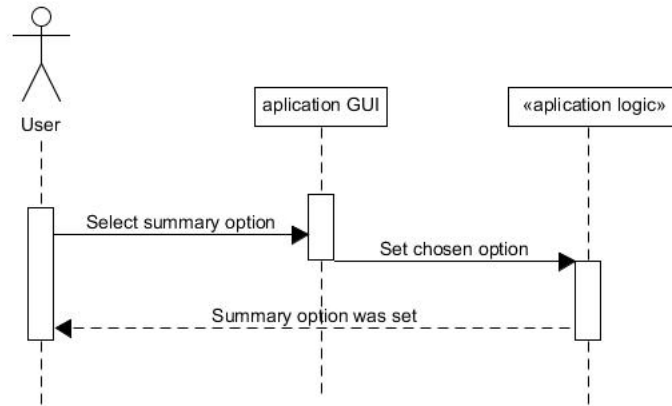 aplication GUI
«aplication logic»
User
Select summary option
Set chosen option
Summary option was set